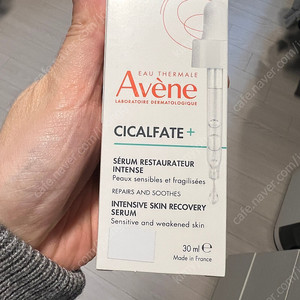 EAU THERMALE
Avène
LABORATOIRE DERMATOLOGIQUE
CICALFATE+
SÉRUM RESTAURATEUR
INTENSE
Peaux sensibles et fragilisées
REPAIRS AND SOOTHES
INTENSIVE SKIN RECOVERY
SERUM
Sensitive and weakened skin
30 ml e
Made in France